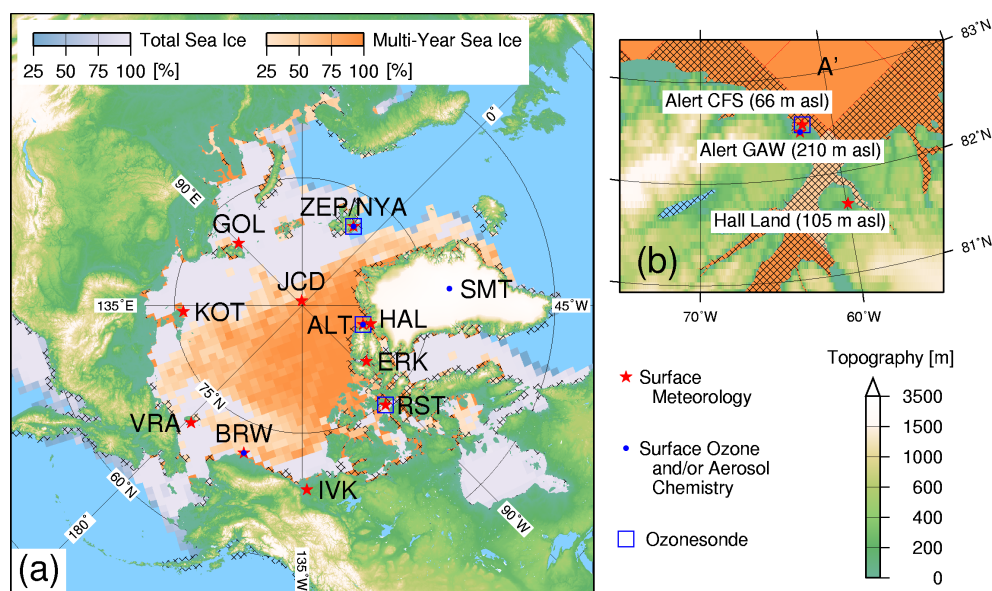 Total Sea Ice
Multi-Year Sea Ice
25 50 75 100 [%]
25 50 75 100 [%]
0°
90°E
ZEP/NYA
GOL
JCD
SMT
135°E
KOT
45°W
ALT
HAL
ERK
75°N
RST
VRA
BRW
60°N
IVK
90°W
180°
135°W
(a)
83°N
A'
Alert CFS (66 m asl)
82°N
Alert GAW (210 m asl)
Hall Land (105 m asl)
81°N
(b)
70°W
60°W
Surface
Meteorology
Surface Ozone
and/or Aerosol
Chemistry
Ozonesonde
Topography [m]
3500
1500
1000
600
400
200
0